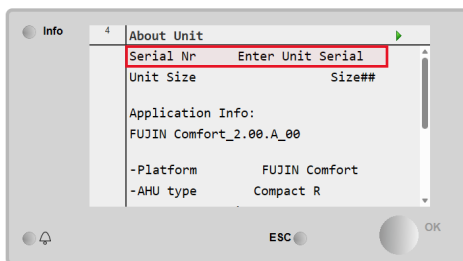 Info
4
About Unit
Serial Nr Enter Unit Serial
Unit Size Size##
Application Info:
FUJIN Comfort_2.00.A_00
-Platform FUJIN Comfort
-AHU type Compact R
ESC
OK